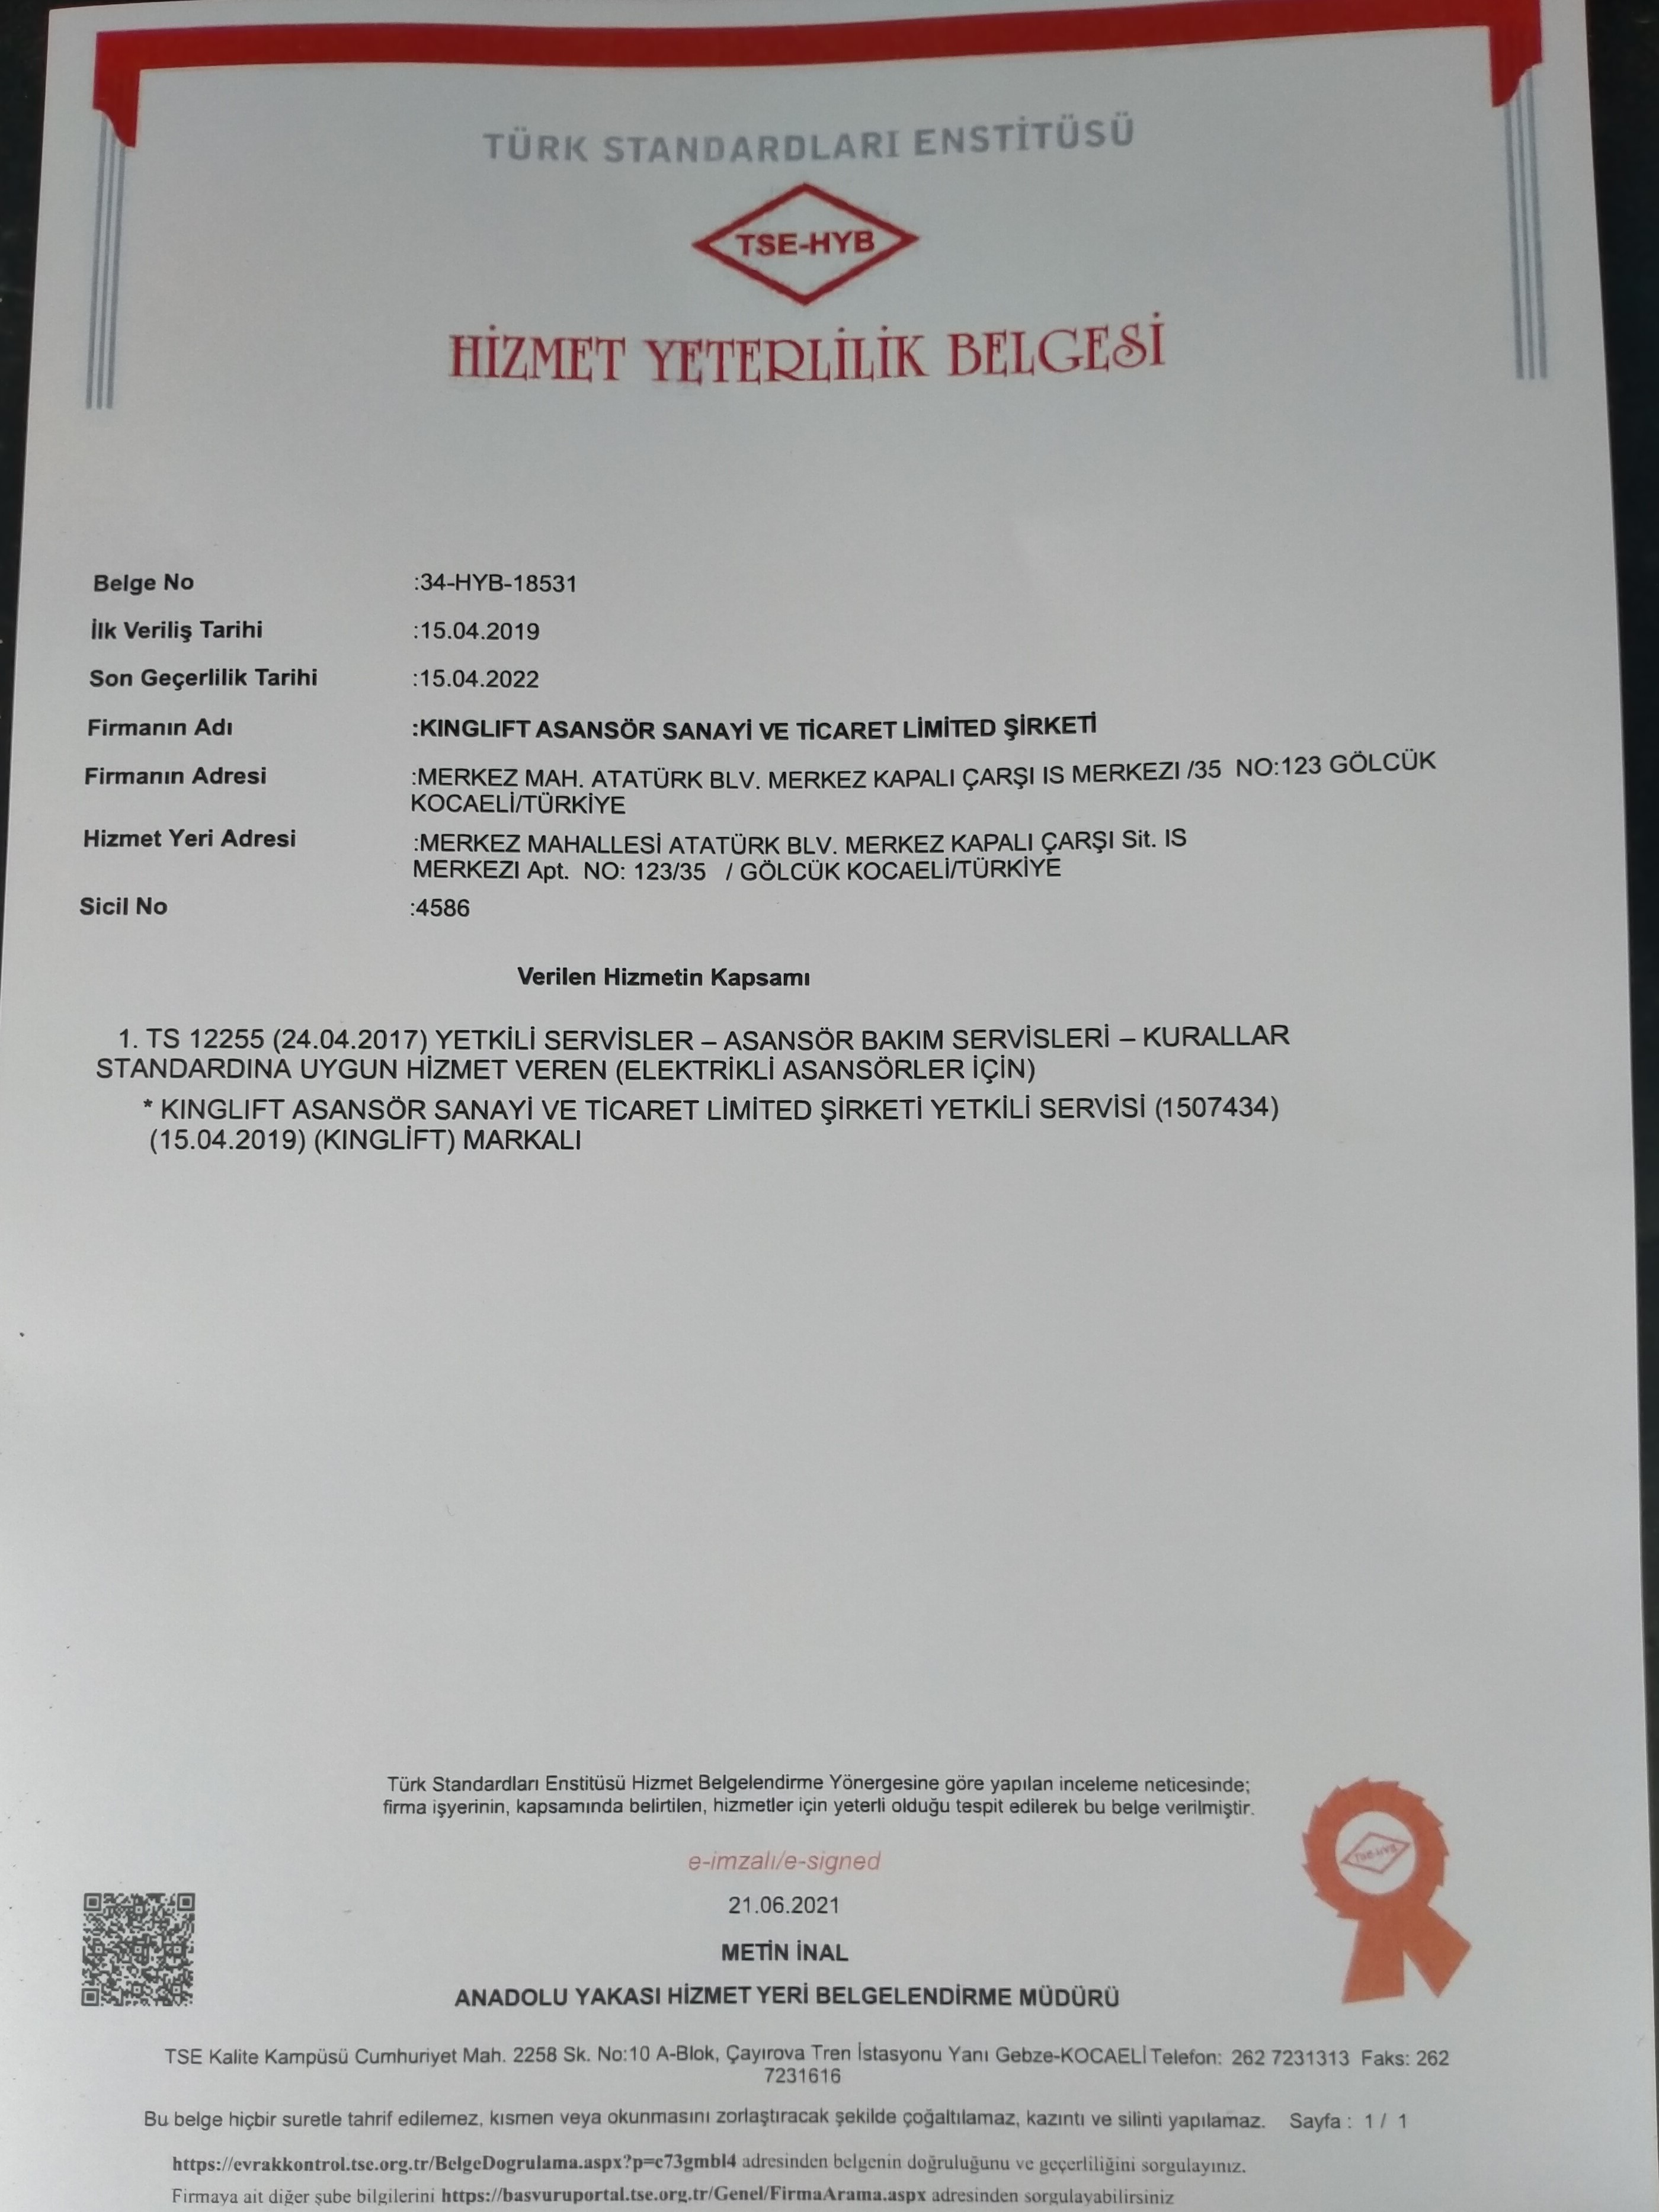 TÜRK STANDARDLARI ENSTİTÜSÜ
TSE-HYB
HİZMET YETERLİLİK BELGESİ
Belge No :34-HYB-18531
İlk Veriliş Tarihi :15.04.2019
Son Geçerlilik Tarihi :15.04.2022
Firmanın Adı :KINGLIFT ASANSÖR SANAYİ VE TİCARET LİMİTED ŞİRKETİ
Firmanın Adresi :MERKEZ MAH. ATATÜRK BLV. MERKEZ KAPALI ÇARŞI IS MERKEZI /35 NO:123 GÖLCÜK
KOCAELİ/TÜRKİYE
Hizmet Yeri Adresi :MERKEZ MAHALLESİ ATATÜRK BLV. MERKEZ KAPALI ÇARŞI Sit. IS
MERKEZI Apt. NO: 123/35 / GÖLCÜK KOCAELİ/TÜRKİYE
Sicil No :4586
Verilen Hizmetin Kapsamı
1. TS 12255 (24.04.2017) YETKİLİ SERVİSLER – ASANSÖR BAKIM SERVİSLERİ – KURALLAR
STANDARDINA UYGUN HİZMET VEREN (ELEKTRİKLİ ASANSÖRLER İÇİN)
* KINGLIFT ASANSÖR SANAYİ VE TİCARET LİMİTED ŞİRKETİ YETKİLİ SERVİSİ (1507434)
(15.04.2019) (KINGLİFT) MARKALI
Türk Standardları Enstitüsü Hizmet Belgelendirme Yönergesine göre yapılan inceleme neticesinde;
firma işyerinin, kapsamında belirtilen, hizmetler için yeterli olduğu tespit edilerek bu belge verilmiştir.
TSE-HYB
e-imzalı/e-signed
21.06.2021
METİN İNAL
ANADOLU YAKASI HİZMET YERİ BELGELENDİRME MÜDÜRÜ
TSE Kalite Kampüsü Cumhuriyet Mah. 2258 Sk. No:10 A-Blok, Çayırova Tren İstasyonu Yanı Gebze-KOCAELİ Telefon: 262 7231313 Faks: 262
7231616
Bu belge hiçbir suretle tahrif edilemez, kısmen veya okunmasını zorlaştıracak şekilde çoğaltılamaz, kazıntı ve silinti yapılamaz. Sayfa : 1 / 1
https://evrakkontrol.tse.org.tr/BelgeDogrulama.aspx?p=c73gmbl4 adresinden belgenin doğruluğunu ve geçerliliğini sorgulayınız.
Firmaya ait diğer şube bilgilerini https://basvuruportal.tse.org.tr/Genel/FirmaArama.aspx adresinden sorgulayabilirsiniz